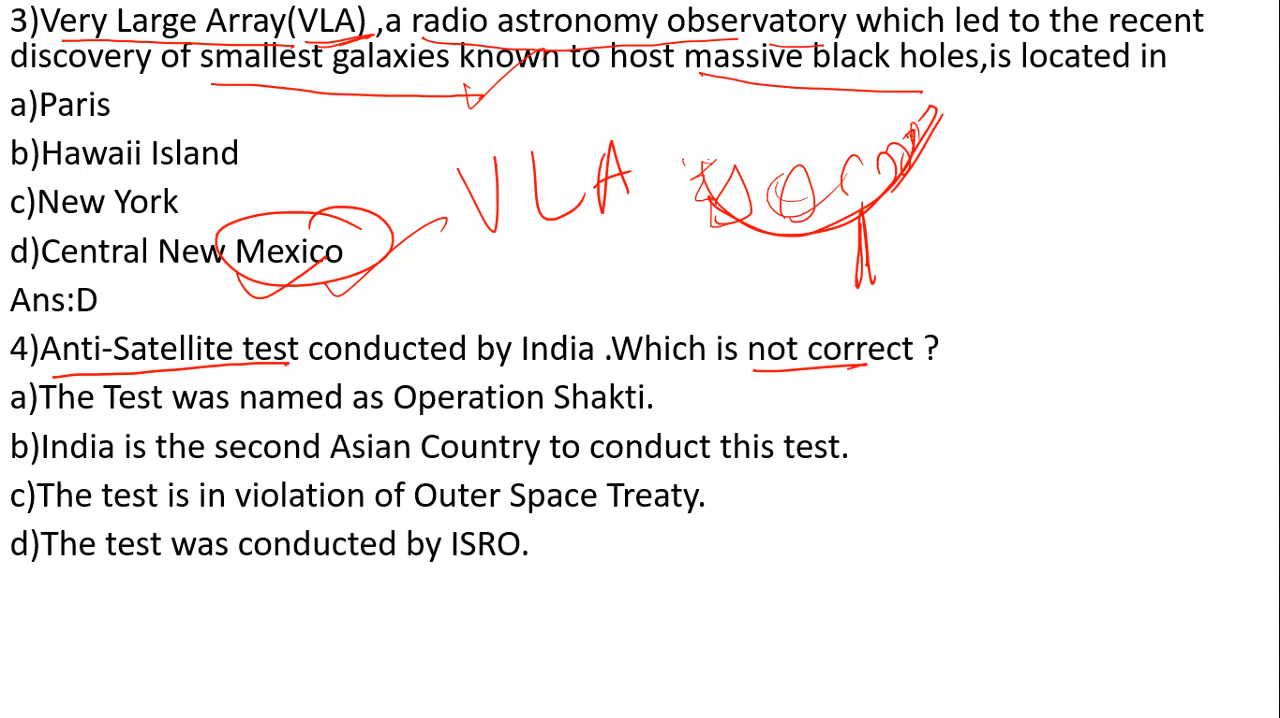 3)Very Large Array(VLA) ,a radio astronomy observatory which led to the recent
discovery of smallest galaxies known to host massive black holes,is located in
a)Paris
b)Hawaii Island
VLA
c)New York
d)Central New Mexico
Ans:D
4)Anti-Satellite test conducted by India .Which is not correct ?
a)The Test was named as Operation Shakti.
b)India is the second Asian Country to conduct this test.
c)The test is in violation of Outer Space Treaty.
d)The test was conducted by ISRO.